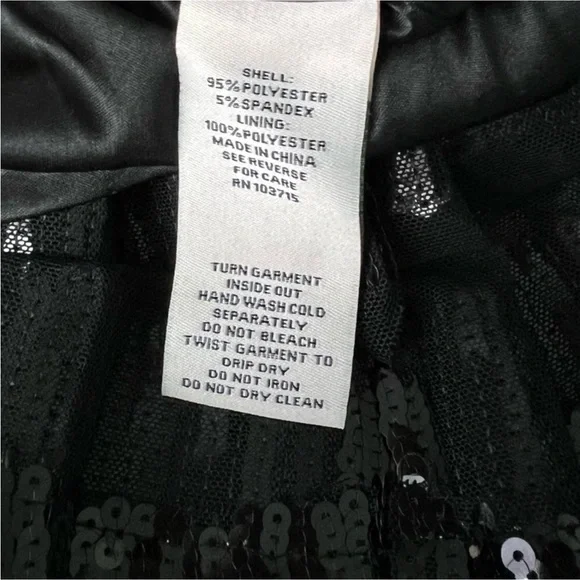 SHELL:
95%POLYESTER
5%SPANDEX
LINING:
100%POLYESTER
MADE IN CHINA
SEE REVERSE
FOR CARE
RN 103715
TURN GARMENT
INSIDE OUT
HAND WASH COLD
SEPARATELY
DO NOT BLEACH
TWIST GARMENT TO
DRIP DRY
DO NOT IRON
DO NOT DRY CLEAN